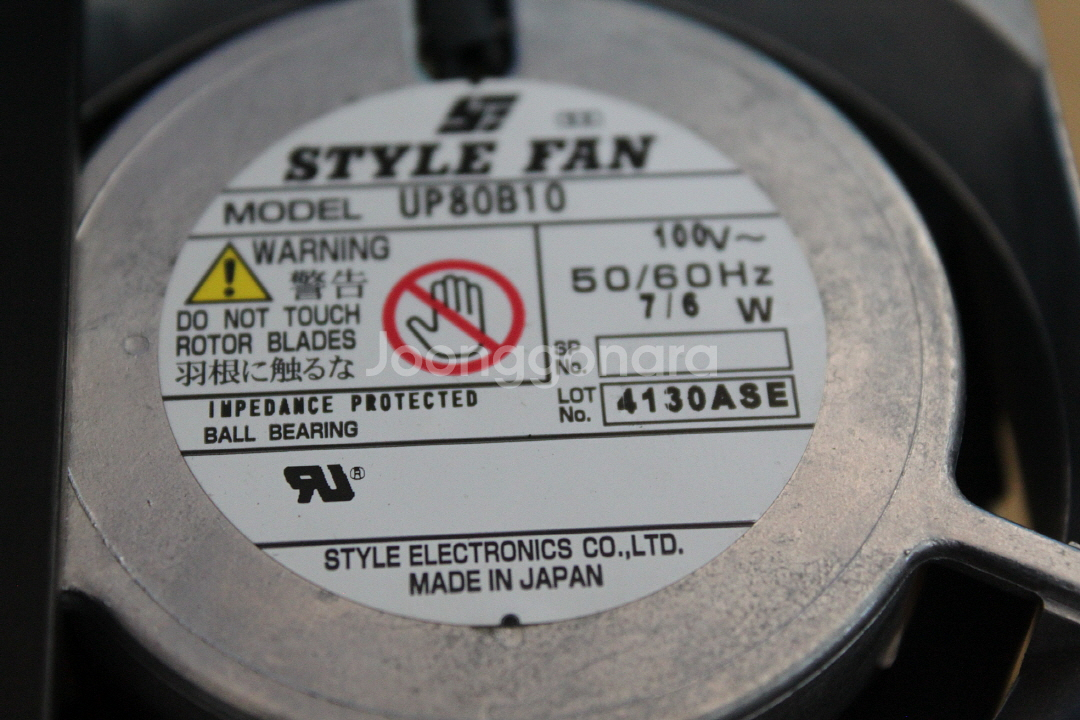 STYLE FAN
MODEL UP80B10
WARNING
警告
DO NOT TOUCH
ROTOR BLADES
羽根に触るな
100V～
50/60Hz
7/6 W
SP
No.
LOT
No. 4130ASE
IMPEDANCE PROTECTED
BALL BEARING
®
STYLE ELECTRONICS CO.,LTD.
MADE IN JAPAN
Joonggonara